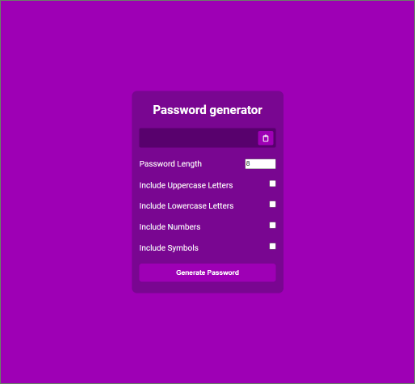 Password generator
Password Length 8
Include Uppercase Letters
Include Lowercase Letters
Include Numbers
Include Symbols
Generate Password